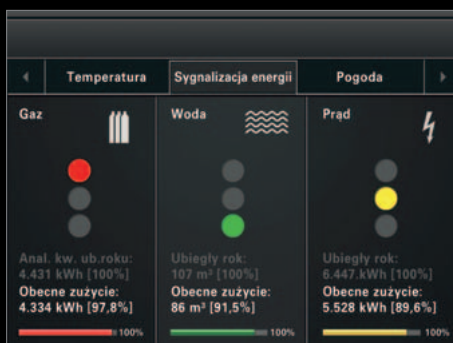 Temperatura
Sygnalizacja energii
Pogoda
Gaz
Woda
Prąd
Anal. kw. ub.roku:
4.431 kWh [100%]
Obecne zużycie:
4.334 kWh [97,8%]
100%
Ubiegły rok:
107 m³ [100%]
Obecne zużycie:
86 m³ [91,5%]
100%
Ubiegły rok:
6.447.kWh [100%]
Obecne zużycie:
5.528 kWh [89,6%]
100%